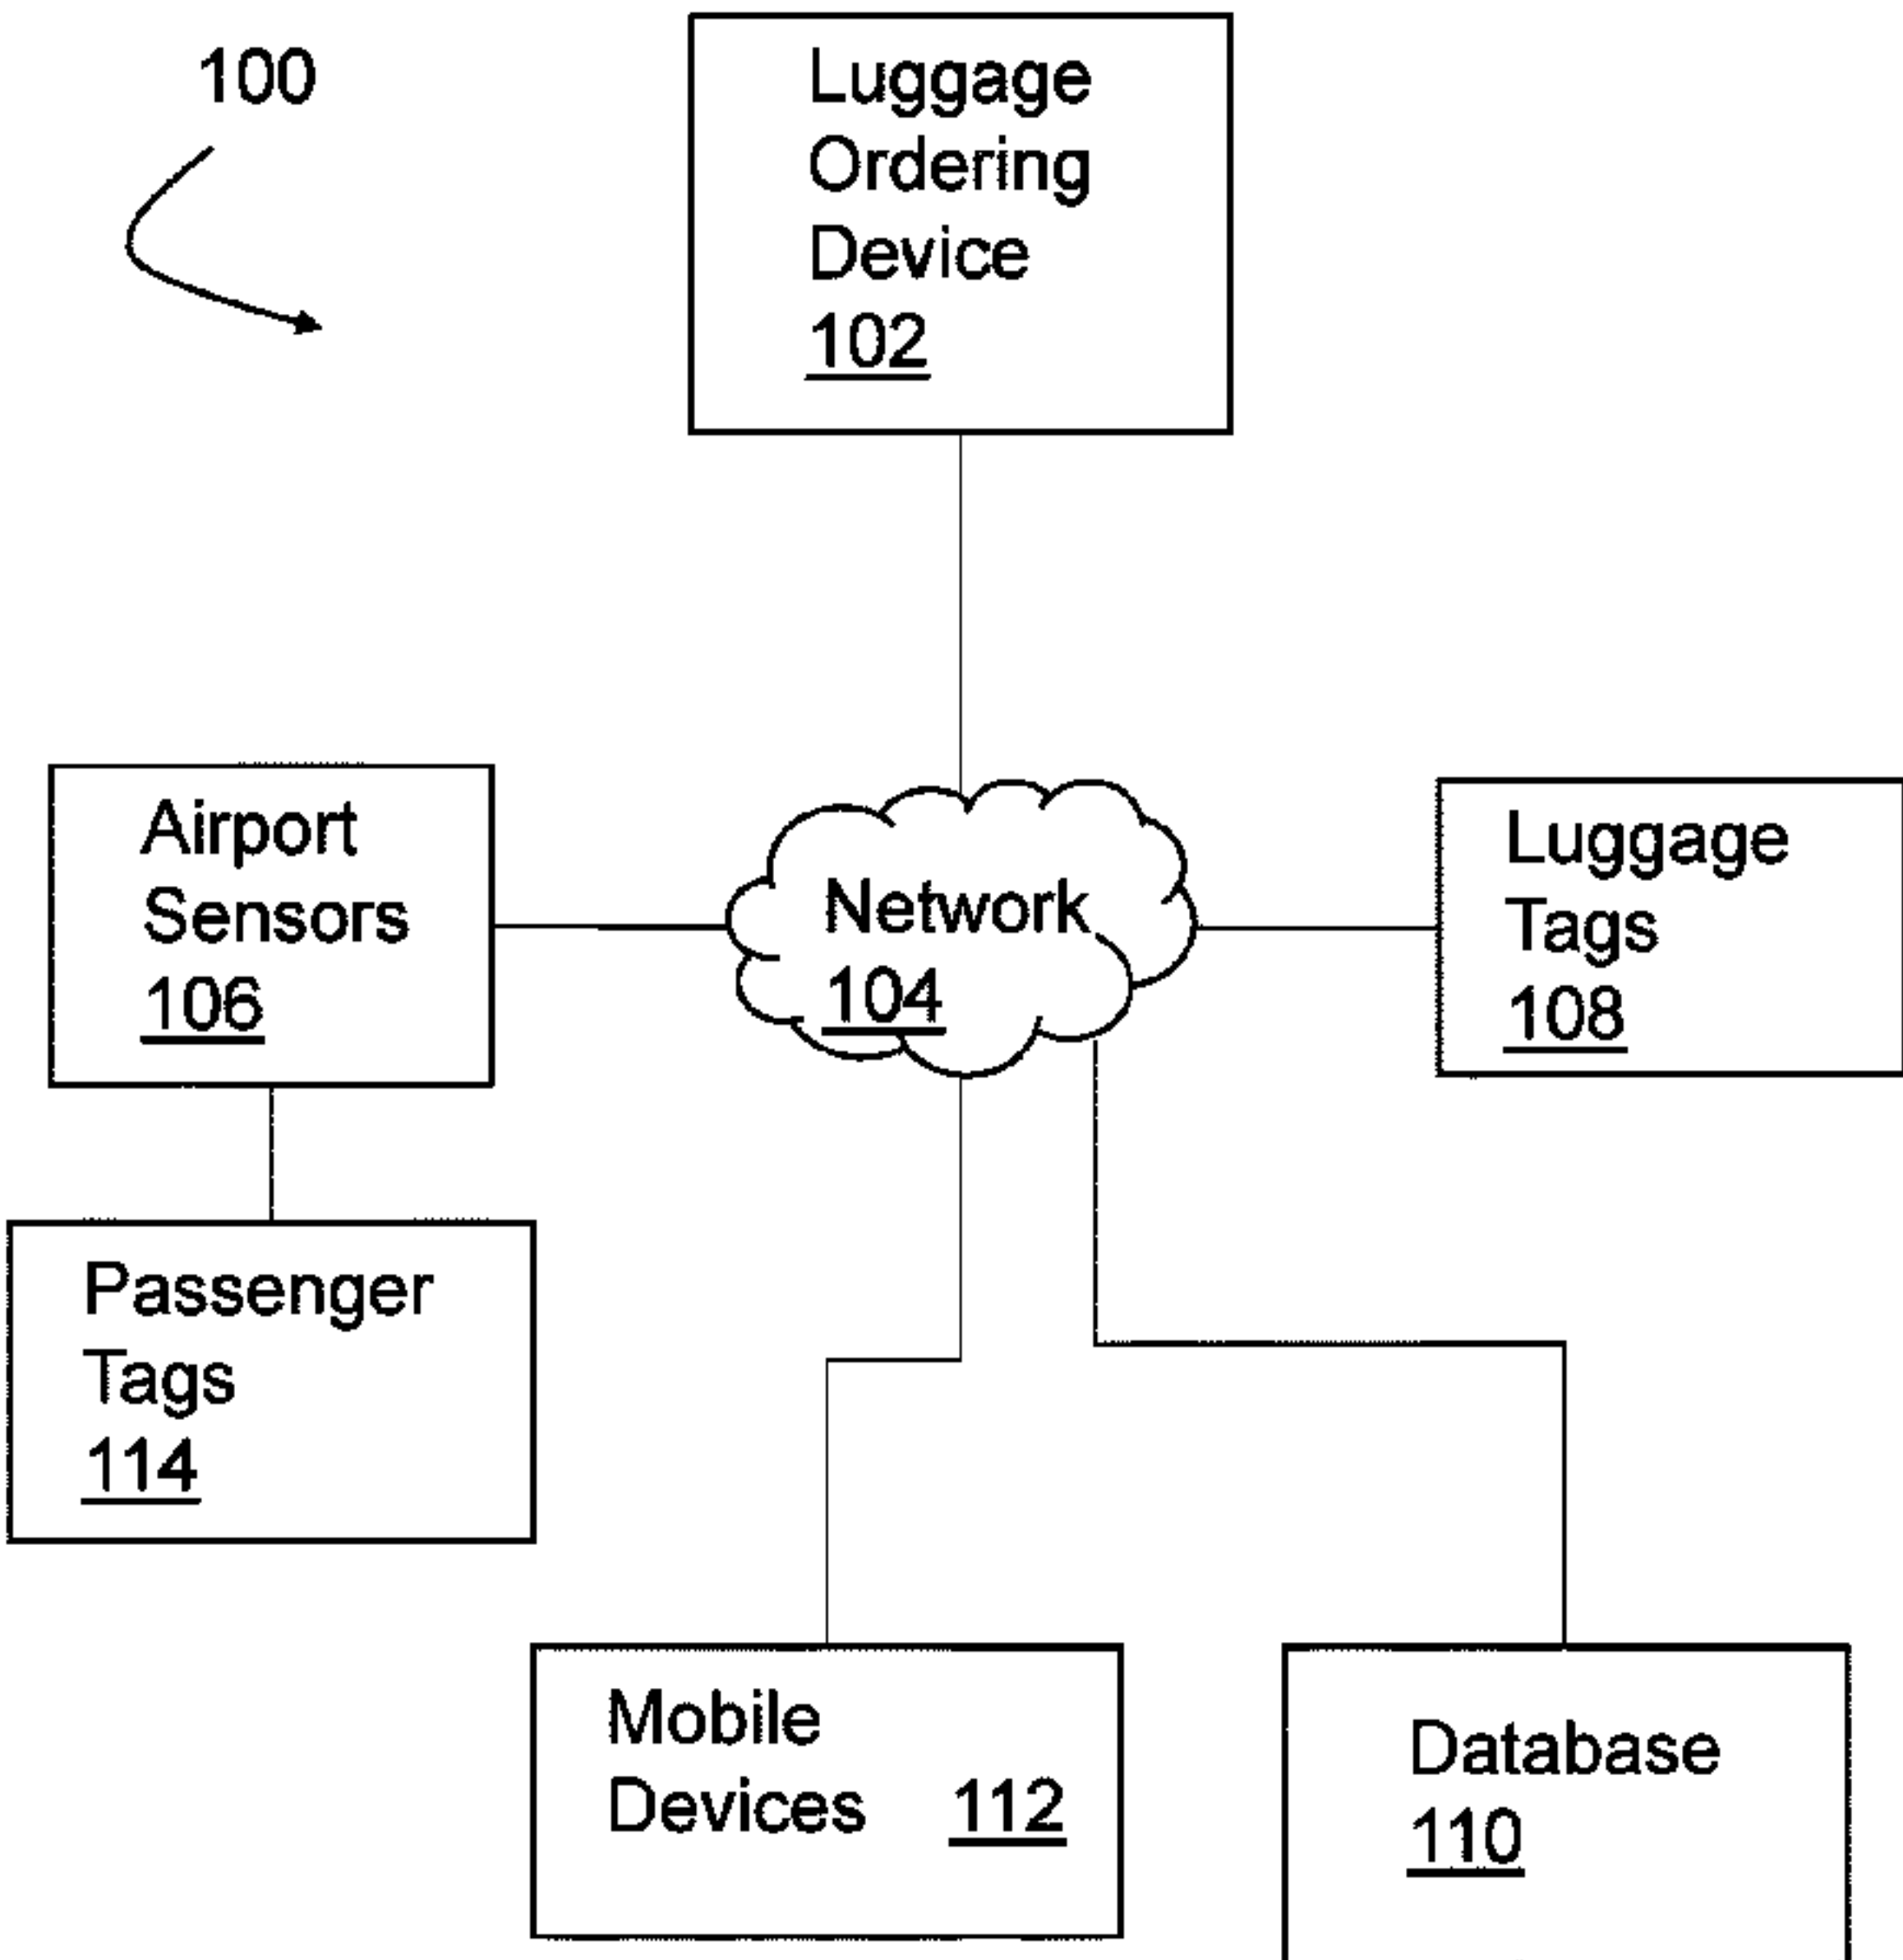 100
Luggage
Ordering
Device
102
Airport
Sensors
106
Network
104
Luggage
Tags
108
Passenger
Tags
114
Mobile
Devices 112
Database
110